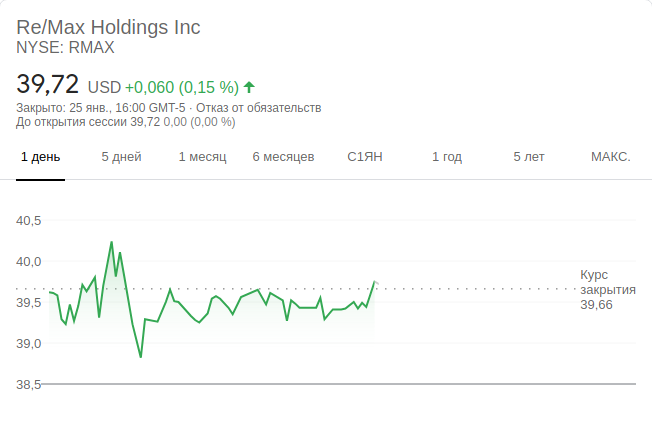 Re/Max Holdings Inc
NYSE: RMAX
39,72 USD +0,060 (0,15 %)
Закрыто: 25 янв., 16:00 GMT-5 · Отказ от обязательств
До открытия сессии 39,72 0,00 (0,00 %)
1 день 5 дней 1 месяц 6 месяцев С1ЯН 1 год 5 лет МАКС.
40,5
40,0
39,5
39,0
38,5
Курс
закрытия
39,66